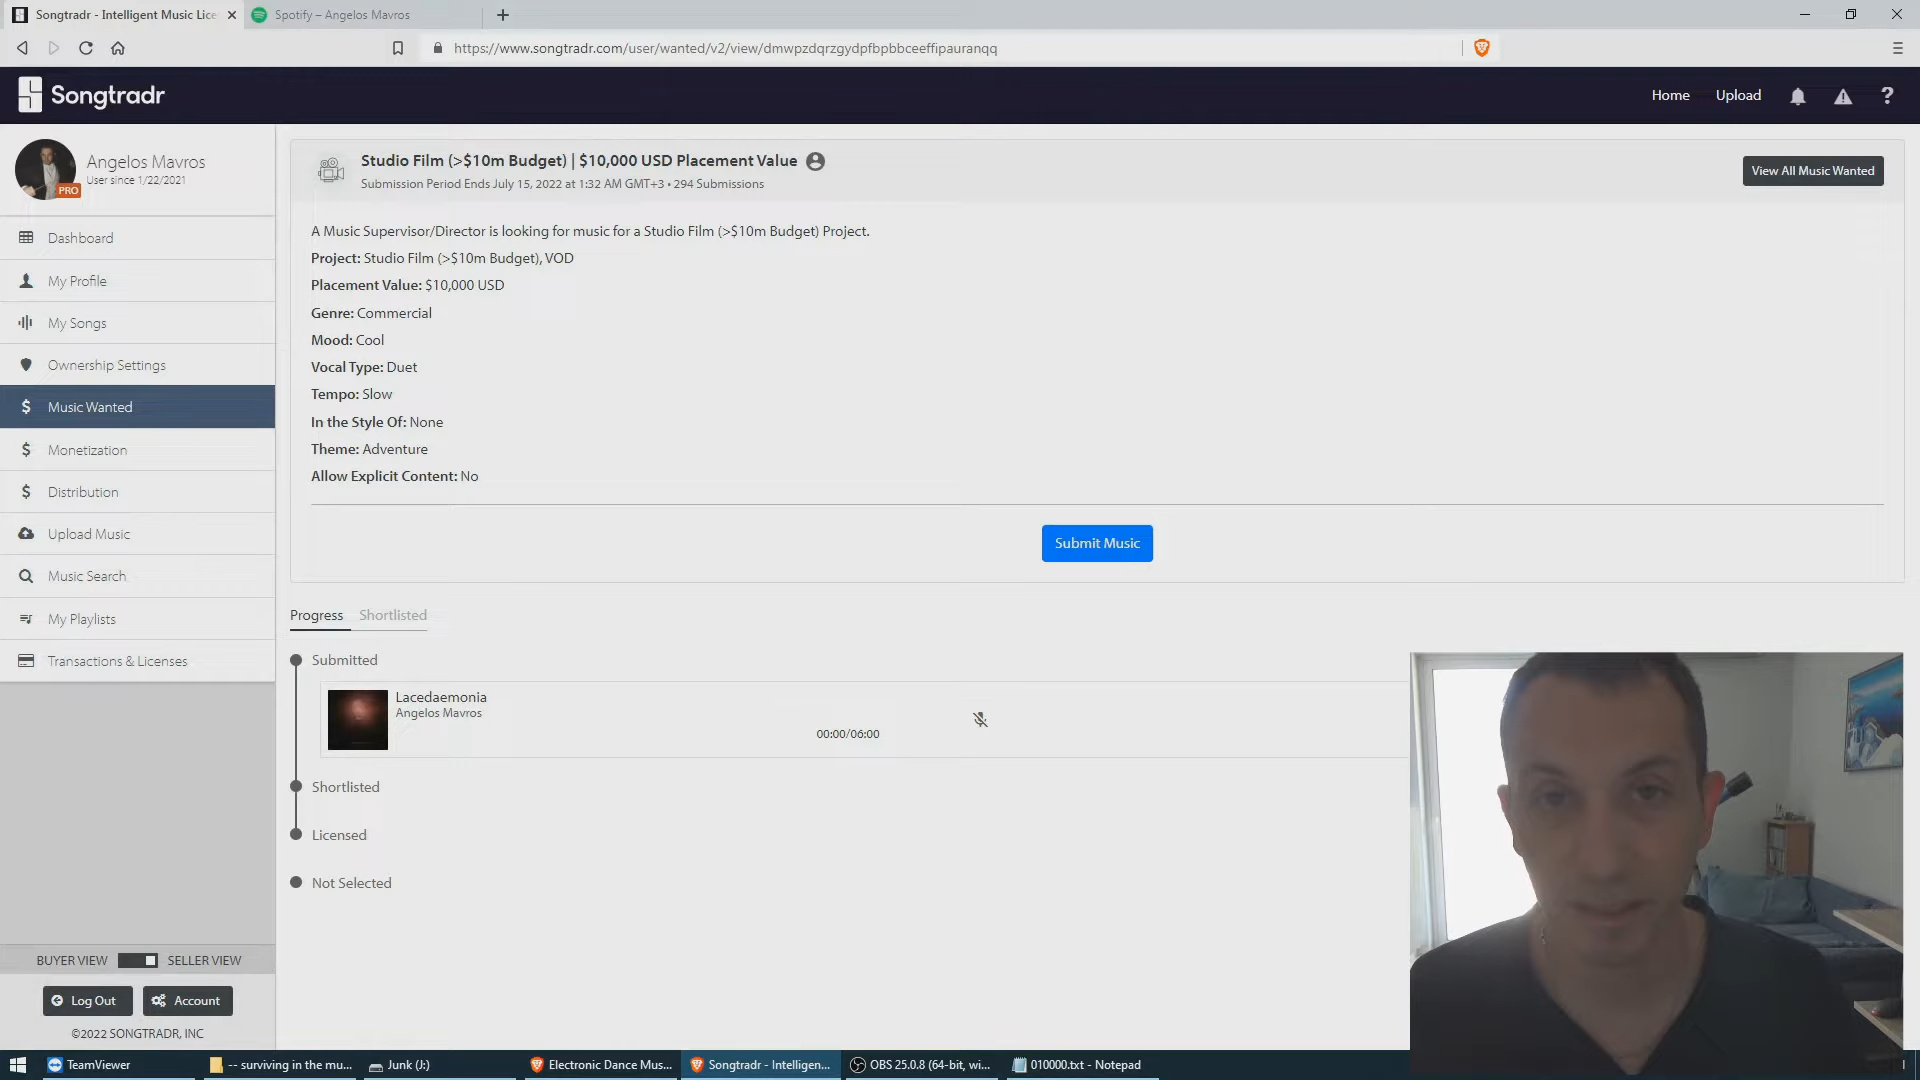 Songtradr - Intelligent Music Lice
Spotify – Angelos Mavros
https://www.songtradr.com/user/wanted/v2/view/dmwpzdqrzgydpfbpbbceeffipauranqq
Songtradr
Home
Upload
?
Angelos Mavros
User since 1/22/2021
PRO
Dashboard
My Profile
My Songs
Ownership Settings
$ Music Wanted
$ Monetization
$ Distribution
Upload Music
Music Search
My Playlists
Transactions & Licenses
BUYER VIEW
SELLER VIEW
Log Out
Account
©2022 SONGTRADR, INC
Studio Film (>$10m Budget) | $10,000 USD Placement Value
Submission Period Ends July 15, 2022 at 1:32 AM GMT+3 • 294 Submissions
View All Music Wanted
A Music Supervisor/Director is looking for music for a Studio Film (>$10m Budget) Project.
Project: Studio Film (>$10m Budget), VOD
Placement Value: $10,000 USD
Genre: Commercial
Mood: Cool
Vocal Type: Duet
Tempo: Slow
In the Style Of: None
Theme: Adventure
Allow Explicit Content: No
Submit Music
Progress
Shortlisted
Submitted
Lacedaemonia
Angelos Mavros
00:00/06:00
Shortlisted
Licensed
Not Selected
TeamViewer
-- surviving in the mu...
Junk (J:)
Electronic Dance Mus...
Songtradr - Intelligen...
OBS 25.0.8 (64-bit, wi...
010000.txt - Notepad